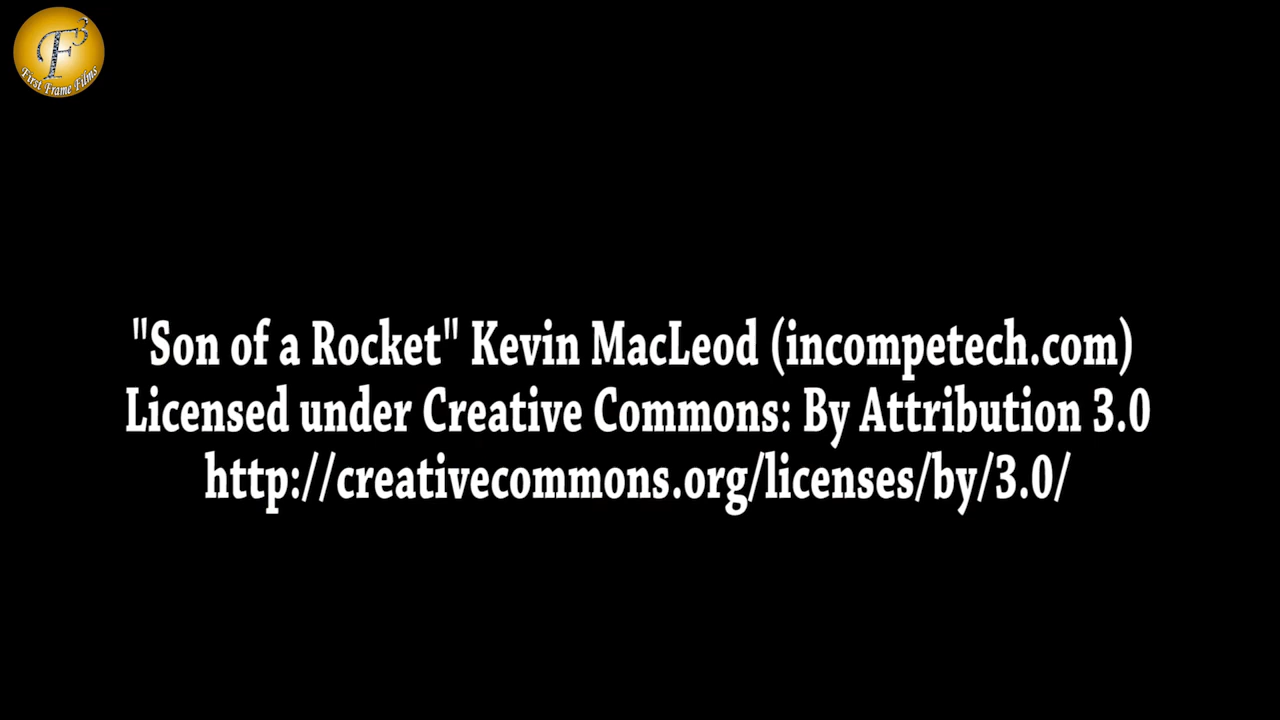 F3
First Frame Films
"Son of a Rocket" Kevin MacLeod (incompetech.com)
Licensed under Creative Commons: By Attribution 3.0
http://creativecommons.org/licenses/by/3.0/